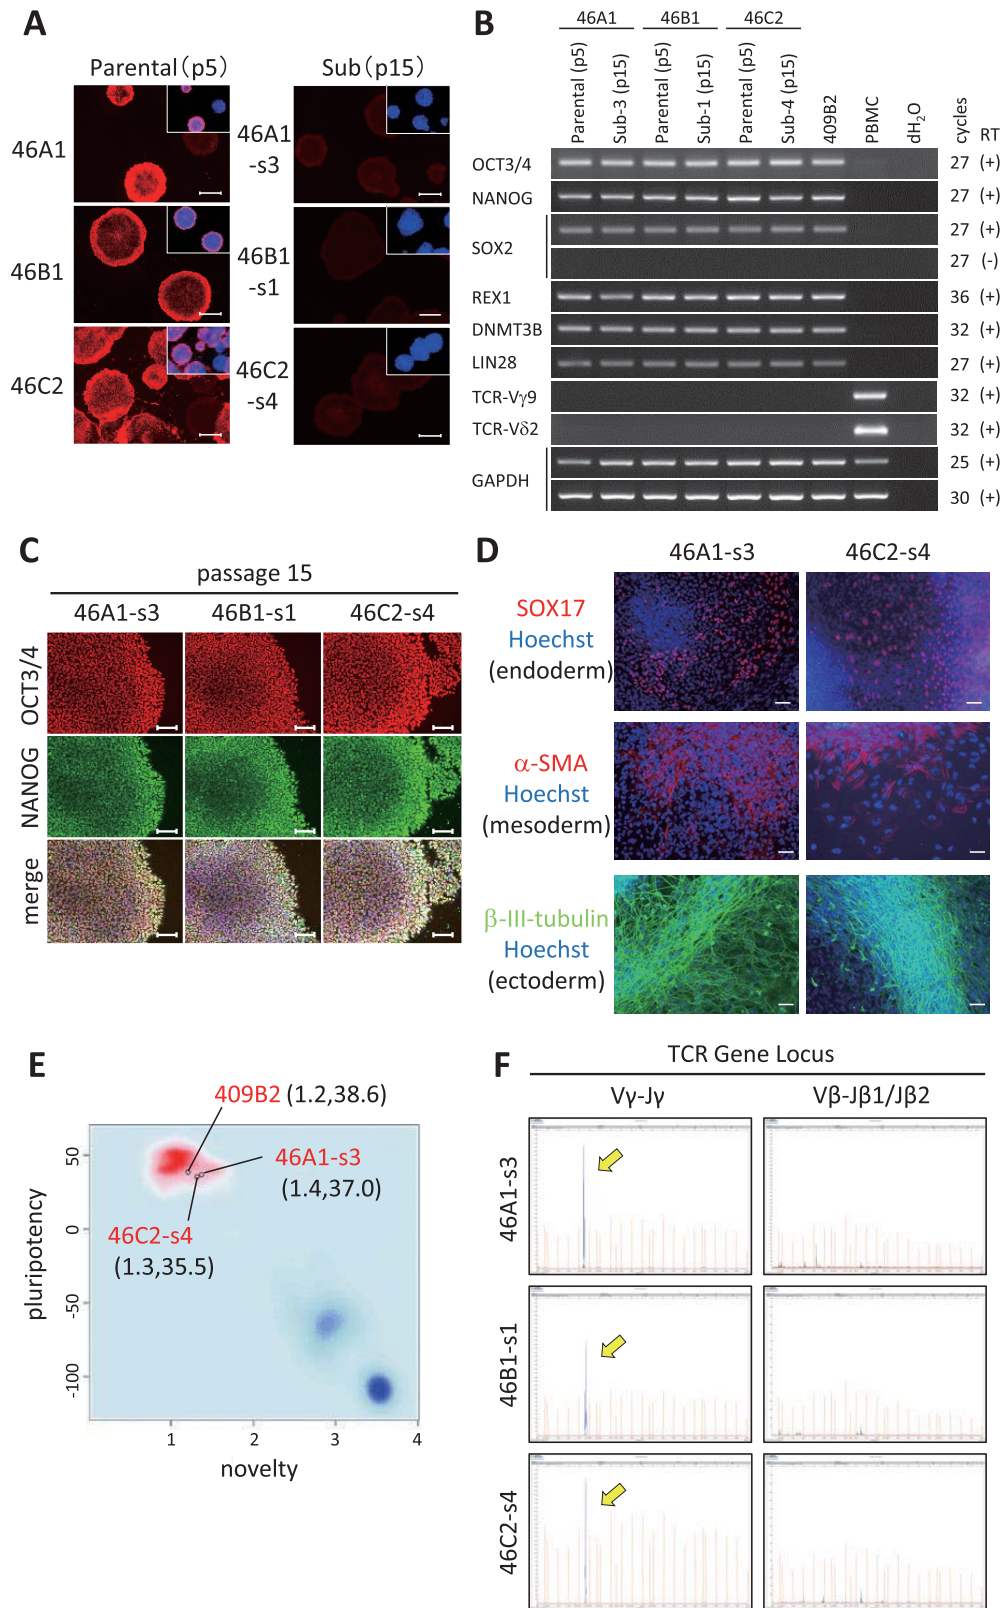 A
Parental(p5)
Sub(p15)
46A1
46A1
-s3
46B1
46B1
-s1
46C2
46C2
-s4
B
46A1
46B1
46C2
Parental (p5)
Sub-3 (p15)
Parental (p5)
Sub-1 (p15)
Parental (p5)
Sub-4 (p15)
409B2
PBMC
dH2O
cycles
RT
OCT3/4
27 (+)
NANOG
27 (+)
SOX2
27 (+)
27 (-)
REX1
36 (+)
DNMT3B
32 (+)
LIN28
27 (+)
TCR-Vγ9
32 (+)
TCR-Vδ2
32 (+)
GAPDH
25 (+)
30 (+)
C
passage 15
46A1-s3
46B1-s1
46C2-s4
OCT3/4
NANOG
merge
D
46A1-s3
46C2-s4
SOX17
Hoechst
(endoderm)
α-SMA
Hoechst
(mesoderm)
β-III-tubulin
Hoechst
(ectoderm)
E
409B2 (1.2,38.6)
46A1-s3
(1.4,37.0)
46C2-s4
(1.3,35.5)
pluripotency
50
0
-50
-100
1
2
3
4
novelty
F
TCR Gene Locus
Vγ-Jγ
Vβ-Jβ1/Jβ2
46A1-s3
46B1-s1
46C2-s4